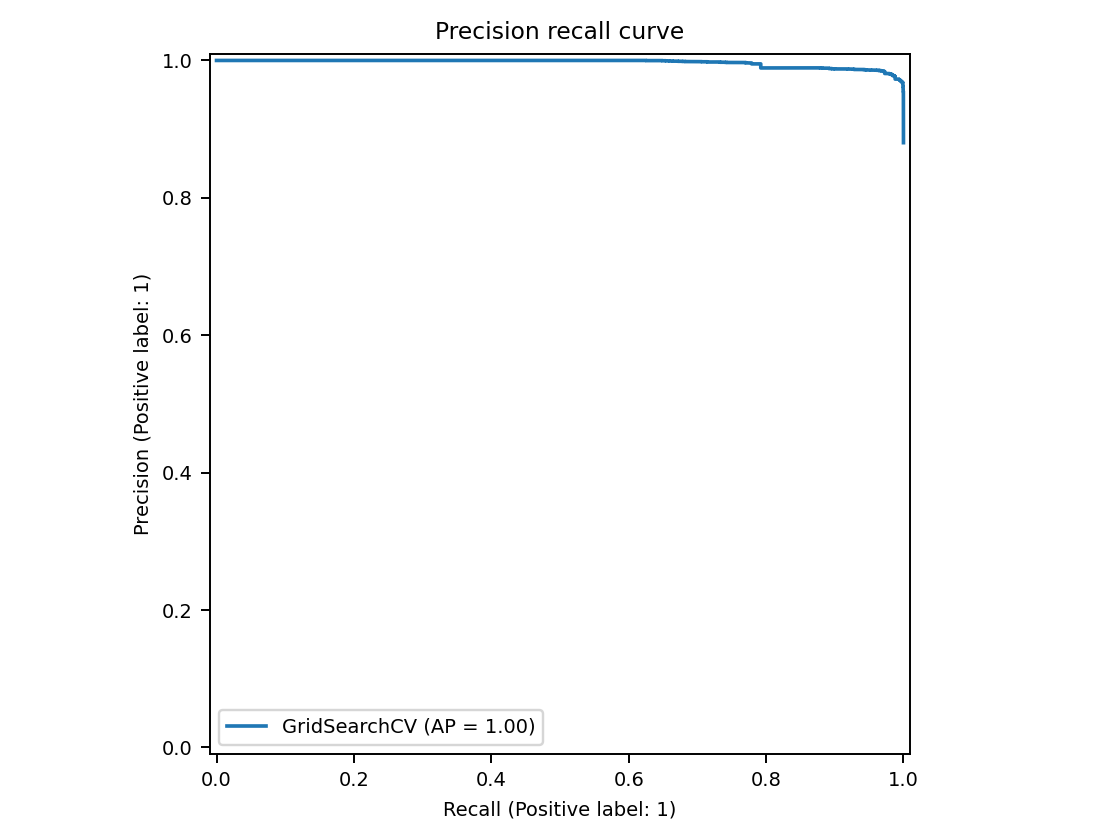 Precision recall curve
1.0
0.8
0.6
0.4
0.2
0.0
Precision (Positive label: 1)
GridSearchCV (AP = 1.00)
0.0 0.2 0.4 0.6 0.8 1.0
Recall (Positive label: 1)